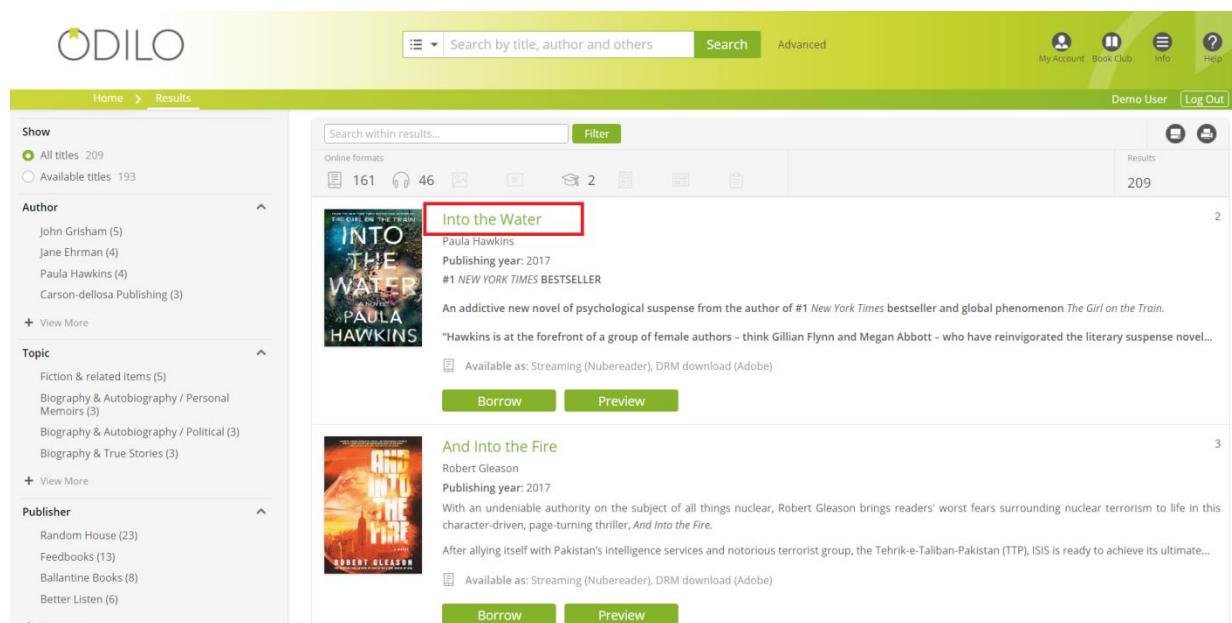 ODILO
Search by title, author and others
Search
Advanced
My Account
Book Club
Info
Help
Home
Results
Demo User
Log Out
Show
All titles 209
Available titles 193
Author
John Grisham (5)
Jane Ehrman (4)
Paula Hawkins (4)
Carson-dellosa Publishing (3)
+ View More
Topic
Fiction & related items (5)
Biography & Autobiography / Personal
Memoirs (3)
Biography & Autobiography / Political (3)
Biography & True Stories (3)
+ View More
Publisher
Random House (23)
Feedbooks (13)
Ballantine Books (8)
Better Listen (6)
Search within results...
Filter
Online formats
161
46
2
Results
209
THE GIRL ON THE TRAIN
INTO
THE
WATER
A NOVEL
PAULA
HAWKINS
Into the Water
2
Paula Hawkins
Publishing year: 2017
#1 NEW YORK TIMES BESTSELLER
An addictive new novel of psychological suspense from the author of #1 New York Times bestseller and global phenomenon The Girl on the Train.
“Hawkins is at the forefront of a group of female authors – think Gillian Flynn and Megan Abbott – who have reinvigorated the literary suspense novel...
Available as: Streaming (Nubereader), DRM download (Adobe)
Borrow
Preview
AND
INTO
THE
FIRE
ROBERT GLEASON
And Into the Fire
3
Robert Gleason
Publishing year: 2017
With an undeniable authority on the subject of all things nuclear, Robert Gleason brings readers' worst fears surrounding nuclear terrorism to life in this
character-driven, page-turning thriller, And Into the Fire.
After allying itself with Pakistan's intelligence services and notorious terrorist group, the Tehrik-e-Taliban-Pakistan (TTP), ISIS is ready to achieve its ultimate...
Available as: Streaming (Nubereader), DRM download (Adobe)
Borrow
Preview